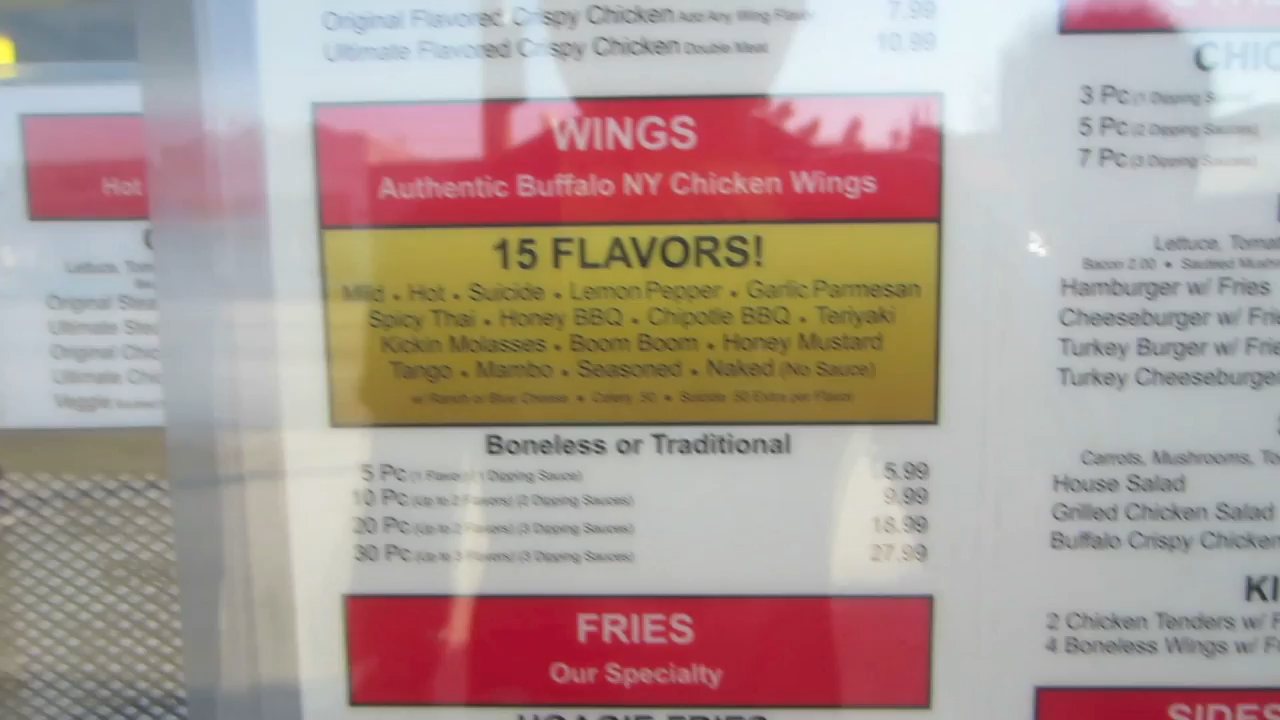 Original Flavored Crispy Chicken Add Any Wing Flavor 7.99
Ultimate Flavored Crispy Chicken Double Meat 10.99
WINGS
Authentic Buffalo NY Chicken Wings
15 FLAVORS!
Mild • Hot • Suicide • Lemon Pepper • Garlic Parmesan
Spicy Thai • Honey BBQ • Chipotle BBQ • Teriyaki
Kickin Molasses • Boom Boom • Honey Mustard
Tango • Mambo • Seasoned • Naked (No Sauce)
w/ Ranch or Blue Cheese • Celery .50 • Suicide .50 Extra per Flavor
Boneless or Traditional
5 Pc (1 Flavor) (1 Dipping Sauce) 5.99
10 Pc (Up to 2 Flavors) (2 Dipping Sauces) 9.99
20 Pc (Up to 2 Flavors) (3 Dipping Sauces) 18.99
30 Pc (Up to 3 Flavors) (3 Dipping Sauces) 27.99
FRIES
Our Specialty
HOAGIE FRIES
Hot
Lettuce, Tom
Original Stea
Ultimate Stea
Original Chic
Ultimate Chic
Veggie
CHIC
3 Pc (1 Dipping S
5 Pc (2 Dipping Sauces)
7 Pc (3 Dipping Sauces)
Lettuce, Tomat
Bacon 2.00 • Sauteed Mush
Hamburger w/ Fries
Cheeseburger w/ Frie
Turkey Burger w/ Frie
Turkey Cheeseburger
Carrots, Mushrooms, To
House Salad
Grilled Chicken Salad
Buffalo Crispy Chicken
KI
2 Chicken Tenders w/ F
4 Boneless Wings w/ F
SIDES